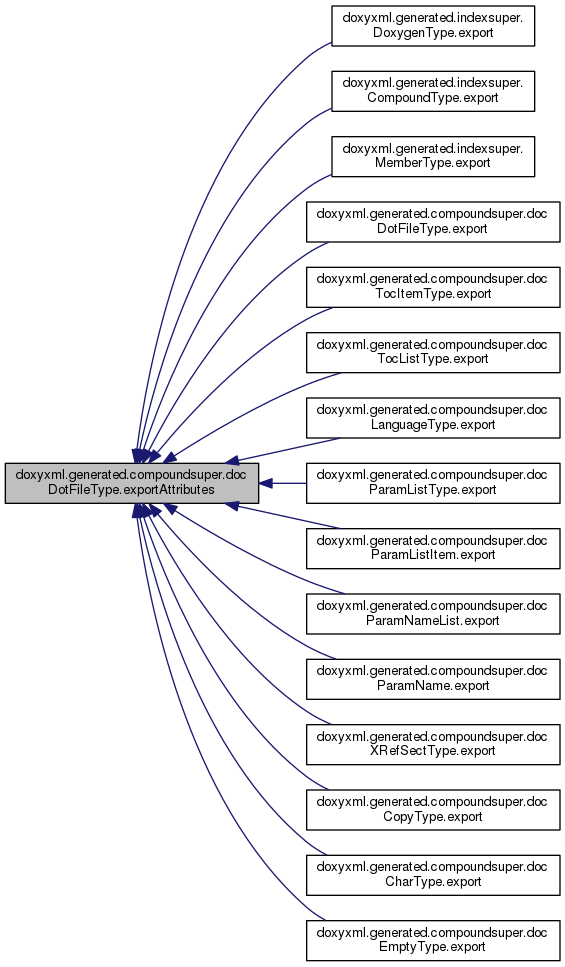 doxyxml.generated.indexsuper.
DoxygenType.export
doxyxml.generated.indexsuper.
CompoundType.export
doxyxml.generated.indexsuper.
MemberType.export
doxyxml.generated.compoundsuper.doc
DotFileType.export
doxyxml.generated.compoundsuper.doc
TocItemType.export
doxyxml.generated.compoundsuper.doc
TocListType.export
doxyxml.generated.compoundsuper.doc
LanguageType.export
doxyxml.generated.compoundsuper.doc
DotFileType.exportAttributes
doxyxml.generated.compoundsuper.doc
ParamListType.export
doxyxml.generated.compoundsuper.doc
ParamListItem.export
doxyxml.generated.compoundsuper.doc
ParamNameList.export
doxyxml.generated.compoundsuper.doc
ParamName.export
doxyxml.generated.compoundsuper.doc
XRefSectType.export
doxyxml.generated.compoundsuper.doc
CopyType.export
doxyxml.generated.compoundsuper.doc
CharType.export
doxyxml.generated.compoundsuper.doc
EmptyType.export